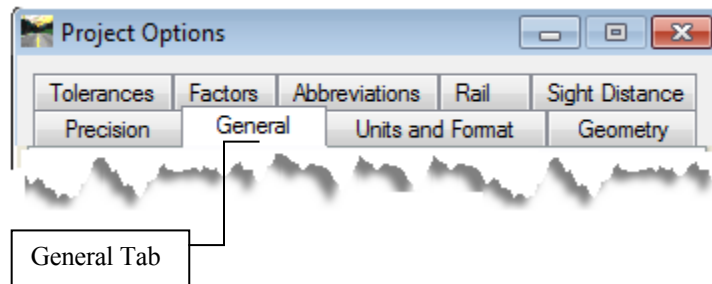 Project Options
Tolerances Factors Abbreviations Rail Sight Distance
Precision General Units and Format Geometry
General Tab